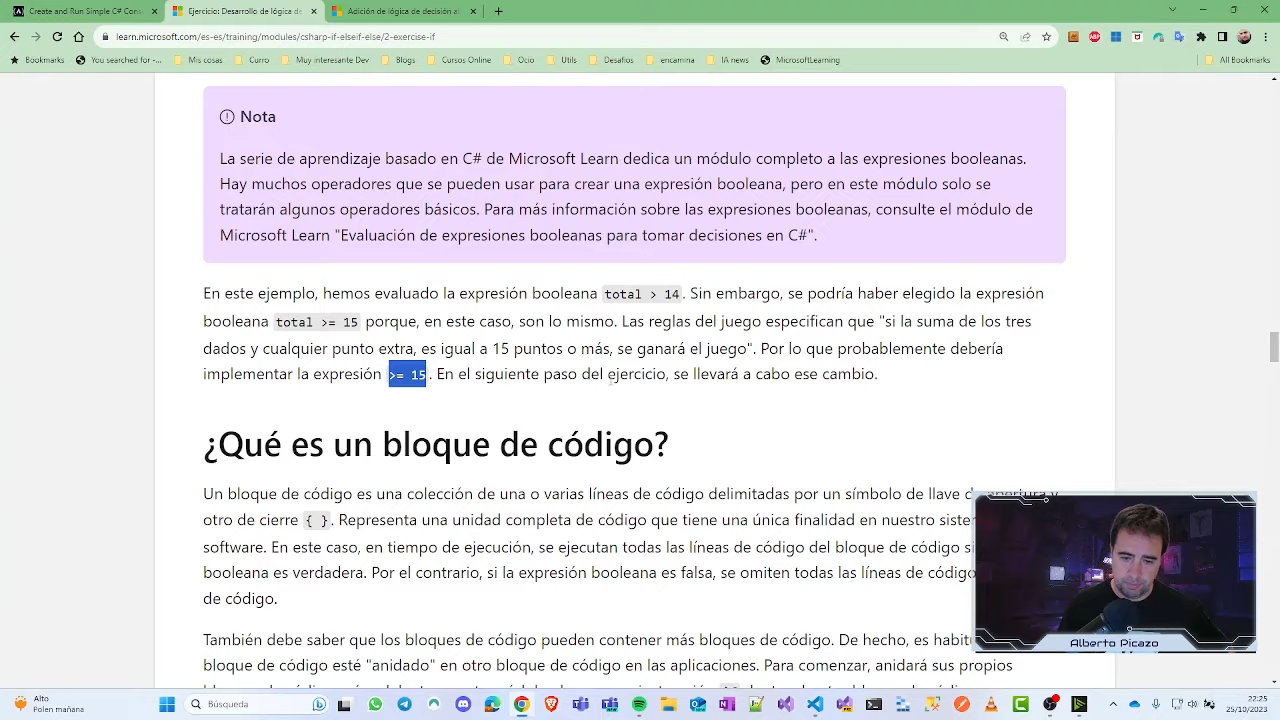 Create and Run Simple C# Con
Ejercicio: Desarrollo de lógica de
Adición de lógica de decisión al
learn.microsoft.com/es-es/training/modules/csharp-if-elseif-else/2-exercise-if
Bookmarks
You searched for -...
Mis cosas
Curro
Muy interesante Dev
Blogs
Cursos Online
Ocio
Utils
Desafios
encamina
IA news
MicrosoftLearning
All Bookmarks
Nota
La serie de aprendizaje basado en C# de Microsoft Learn dedica un módulo completo a las expresiones booleanas.
Hay muchos operadores que se pueden usar para crear una expresión booleana, pero en este módulo solo se
tratarán algunos operadores básicos. Para más información sobre las expresiones booleanas, consulte el módulo de
Microsoft Learn "Evaluación de expresiones booleanas para tomar decisiones en C#".
En este ejemplo, hemos evaluado la expresión booleana total > 14. Sin embargo, se podría haber elegido la expresión
booleana total >= 15 porque, en este caso, son lo mismo. Las reglas del juego especifican que "si la suma de los tres
dados y cualquier punto extra, es igual a 15 puntos o más, se ganará el juego". Por lo que probablemente debería
implementar la expresión >= 15. En el siguiente paso del ejercicio, se llevará a cabo ese cambio.
¿Qué es un bloque de código?
Un bloque de código es una colección de una o varias líneas de código delimitadas por un símbolo de llave
otro de cierre { }. Representa una unidad completa de código que tiene una única finalidad en nuestro
software. En este caso, en tiempo de ejecución, se ejecutan todas las líneas de código del bloque de código
booleana es verdadera. Por el contrario, si la expresión booleana es falsa, se omiten todas las líneas de código
de código.
También debe saber que los bloques de código pueden contener más bloques de código. De hecho, es
bloque de código esté "anidado" en otro bloque de código en las aplicaciones. Para comenzar, anidará sus propios
Alberto Picazo
Alto
Polen mañana
Búsqueda
22:25
25/10/2023